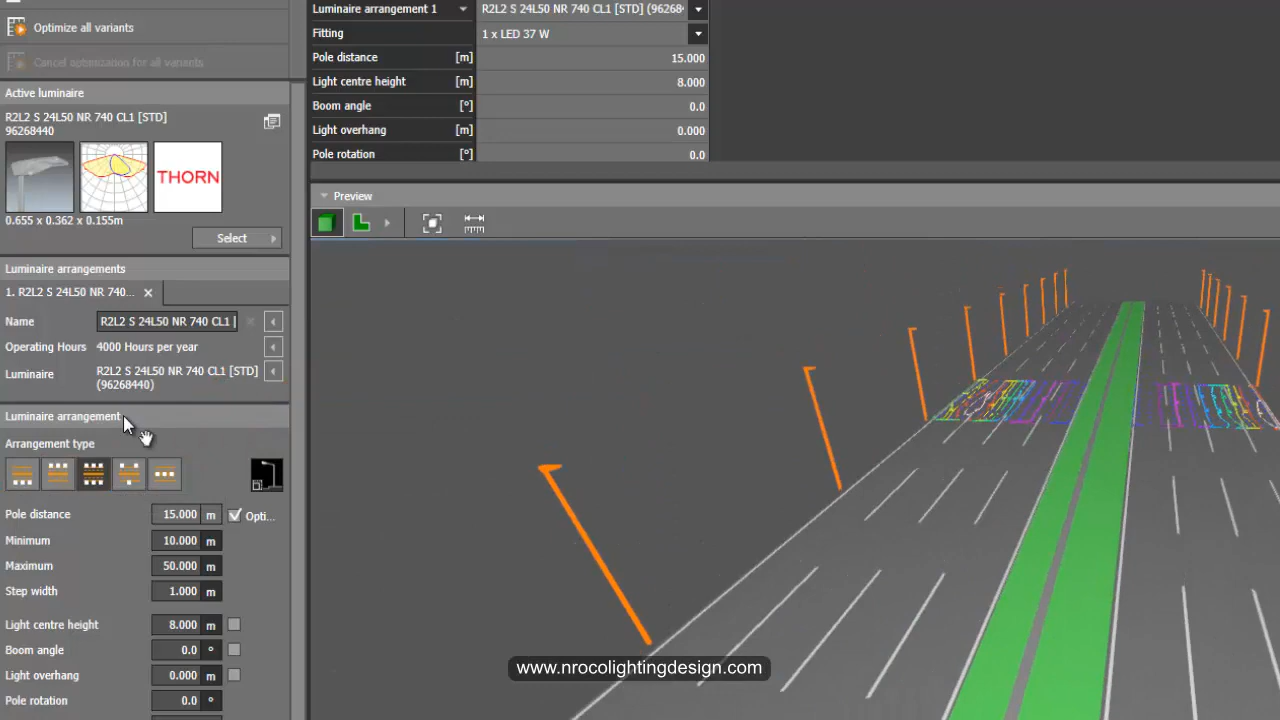 Optimize all variants
Cancel optimization for all variants
Active luminaire
R2L2 S 24L50 NR 740 CL1 [STD]
96268440
THORN
0.655 x 0.362 x 0.155m
Select
Luminaire arrangements
1. R2L2 S 24L50 NR 740...
Name R2L2 S 24L50 NR 740 CL1 [
Operating Hours 4000 Hours per year
Luminaire R2L2 S 24L50 NR 740 CL1 [STD]
(96268440)
Luminaire arrangement
Arrangement type
Pole distance 15.000 m Opti...
Minimum 10.000 m
Maximum 50.000 m
Step width 1.000 m
Light centre height 8.000 m
Boom angle 0.0 °
Light overhang 0.000 m
Pole rotation 0.0 °
Luminaire arrangement 1 R2L2 S 24L50 NR 740 CL1 [STD] (96268
Fitting 1 x LED 37 W
Pole distance [m] 15.000
Light centre height [m] 8.000
Boom angle [°] 0.0
Light overhang [m] 0.000
Pole rotation [°] 0.0
Preview
www.nrocolightingdesign.com